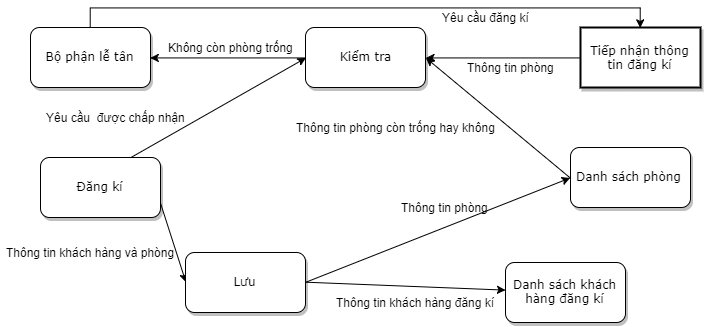 Yêu cầu đăng kí
Bộ phận lễ tân
Không còn phòng trống
Kiểm tra
Thông tin phòng
Tiếp nhận thông
tin đăng kí
Yêu cầu được chấp nhận
Thông tin phòng còn trống hay không
Đăng kí
Danh sách phòng
Thông tin phòng
Thông tin khách hàng và phòng
Lưu
Thông tin khách hàng đăng kí
Danh sách khách
hàng đăng kí